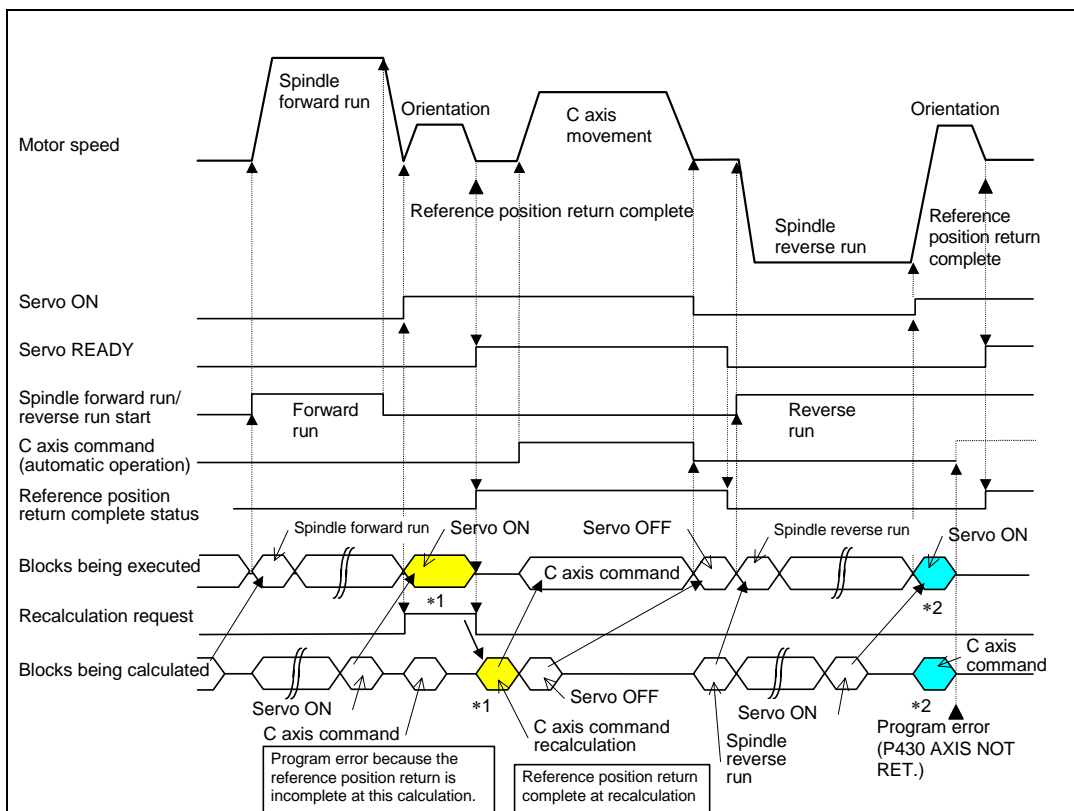 Spindle
forward run
Orientation
C axis
movement
Orientation
Motor speed
Reference position return complete
Spindle
reverse run
Reference
position return
complete
Servo ON
Servo READY
Spindle forward run/
reverse run start
Forward
run
Reverse
run
C axis command
(automatic operation)
Reference position
return complete status
Spindle forward run
Servo ON
Servo OFF
Spindle reverse run
Servo ON
Blocks being executed
C axis command
*1
*2
Recalculation request
Blocks being calculated
C axis
command
Servo ON
*1
Servo OFF
Servo ON
*2
C axis command
C axis command
recalculation
Spindle
reverse
run
Program error
(P430 AXIS NOT
RET.)
Program error because the
reference position return is
incomplete at this calculation.
Reference position return
complete at recalculation